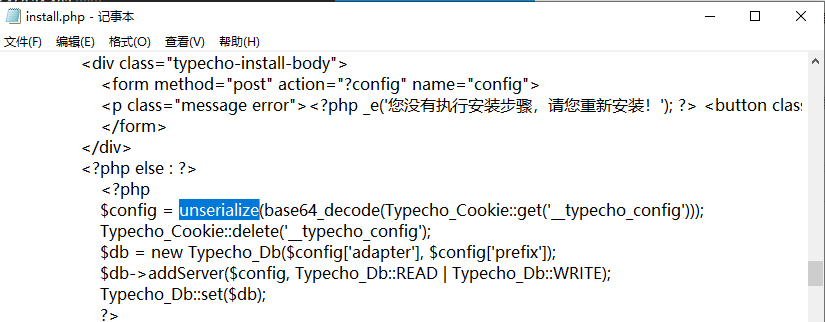 install.php - 记事本
文件(F) 编辑(E) 格式(O) 查看(V) 帮助(H)
<div class="typecho-install-body">
<form method="post" action="?config" name="config">
<p class="message error"><?php _e('您没有执行安装步骤，请您重新安装！'); ?> <button clas
</form>
</div>
<?php else : ?>
<?php
$config = unserialize(base64_decode(Typecho_Cookie::get('__typecho_config')));
Typecho_Cookie::delete('__typecho_config');
$db = new Typecho_Db($config['adapter'], $config['prefix']);
$db->addServer($config, Typecho_Db::READ | Typecho_Db::WRITE);
Typecho_Db::set($db);
?>